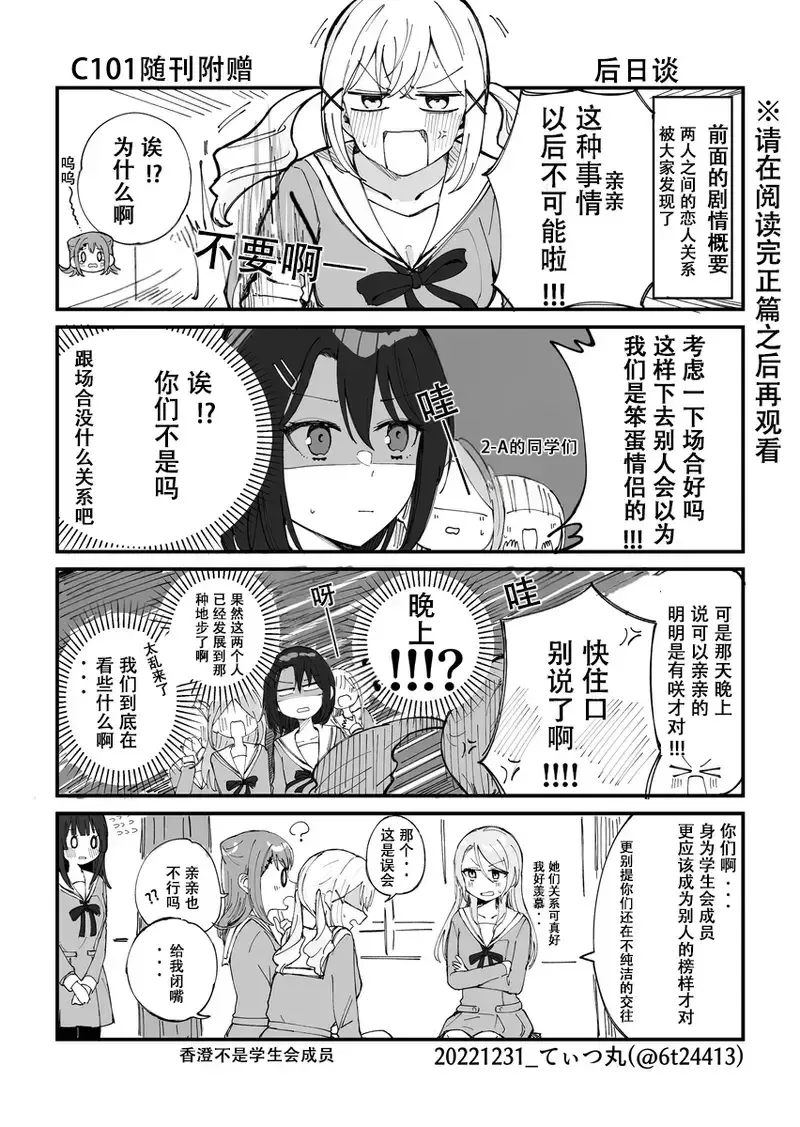 C101随刊附赠
后日谈
※请在阅读完正篇之后再观看
前面的剧情概要
两人之间的恋人关系
被大家发现了
这种事情
亲亲
以后不可能啦!!!
不要啊—
诶!?
为什么啊
呜呜
考虑一下场合好吗
这样下去别人会以为
我们是笨蛋情侣的!!!
2-A的同学们
哇
诶!?
你们不是吗
跟场合没什么关系吧
可是那天晚上
说可以亲亲的
明明是有咲才对!!!
快住口
别说了啊
!!!!
哇
晚上
!!!?
呀
果然这两个人
已经发展到那
种地步了啊
太乱来了
我们到底在
看些什么啊
···
你们啊···
身为学生会成员
更应该成为别人的榜样才对
更别提你们还在不纯洁的交往
她们关系可真好
我好羡慕··
那个··
这是误会
?
亲亲也
不行吗
??
给我闭嘴
···
香澄不是学生会成员
20221231_てぃつ丸(@6t24413)